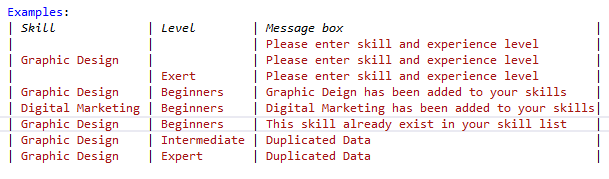 Examples:
| Skill | Level | Message box |
| | | Please enter skill and experience level |
| Graphic Design | | Please enter skill and experience level |
| | Exert | Please enter skill and experience level |
| Graphic Design | Beginners | Graphic Deign has been added to your skills |
| Digital Marketing | Beginners | Digital Marketing has been added to your skills|
| Graphic Design | Beginners | This skill already exist in your skill list |
| Graphic Design | Intermediate | Duplicated Data |
| Graphic Design | Expert | Duplicated Data |